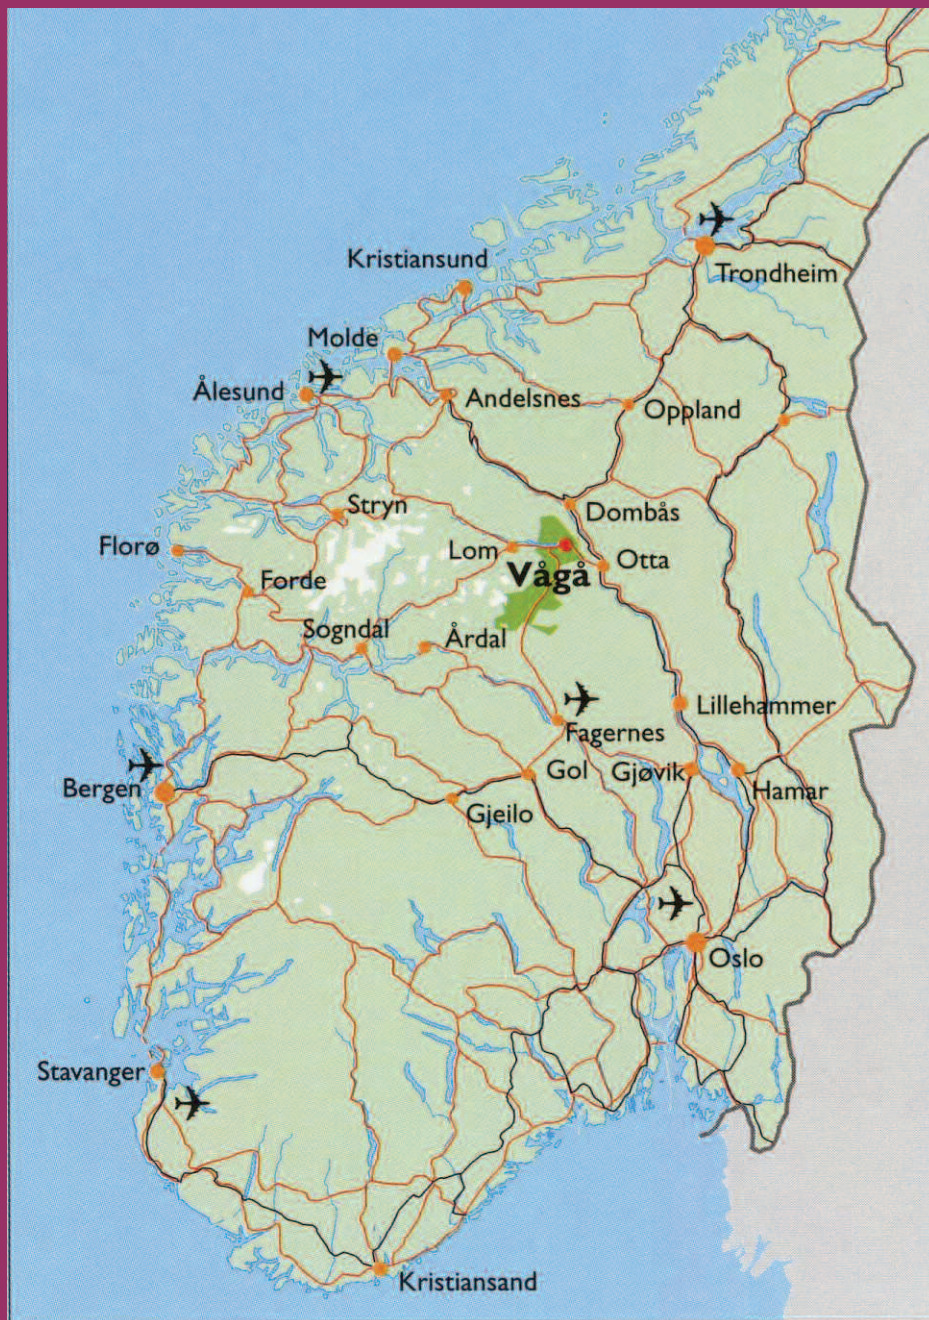 Kristiansund
Trondheim
Molde
Ålesund
Andelsnes
Oppland
Stryn
Dombås
Florø
Lom
Otta
Vågå
Forde
Sogndal
Årdal
Lillehammer
Fagernes
Bergen
Gol
Gjøvik
Hamar
Gjeilo
Oslo
Stavanger
Kristiansand